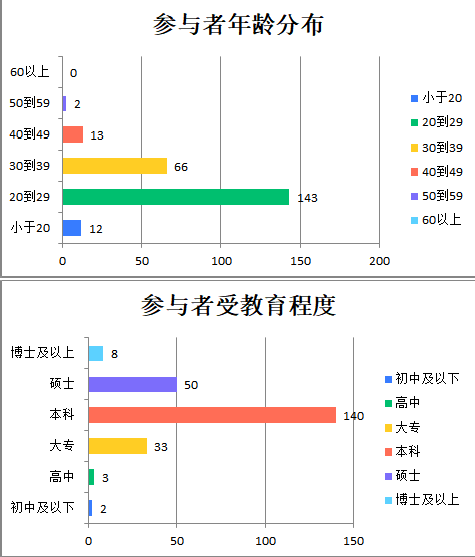 参与者年龄分布
60以上 0
50到59 2
40到49 13
30到39 66
20到29 143
小于20 12
0 50 100 150 200
小于20
20到29
30到39
40到49
50到59
60以上
参与者受教育程度
博士及以上 8
硕士 50
本科 140
大专 33
高中 3
初中及以下 2
0 50 100 150
初中及以下
高中
大专
本科
硕士
博士及以上